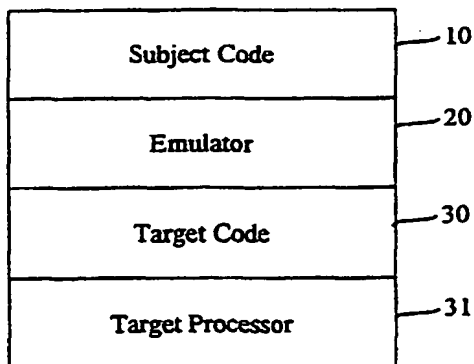 Subject Code 10
Emulator 20
Target Code 30
Target Processor 31